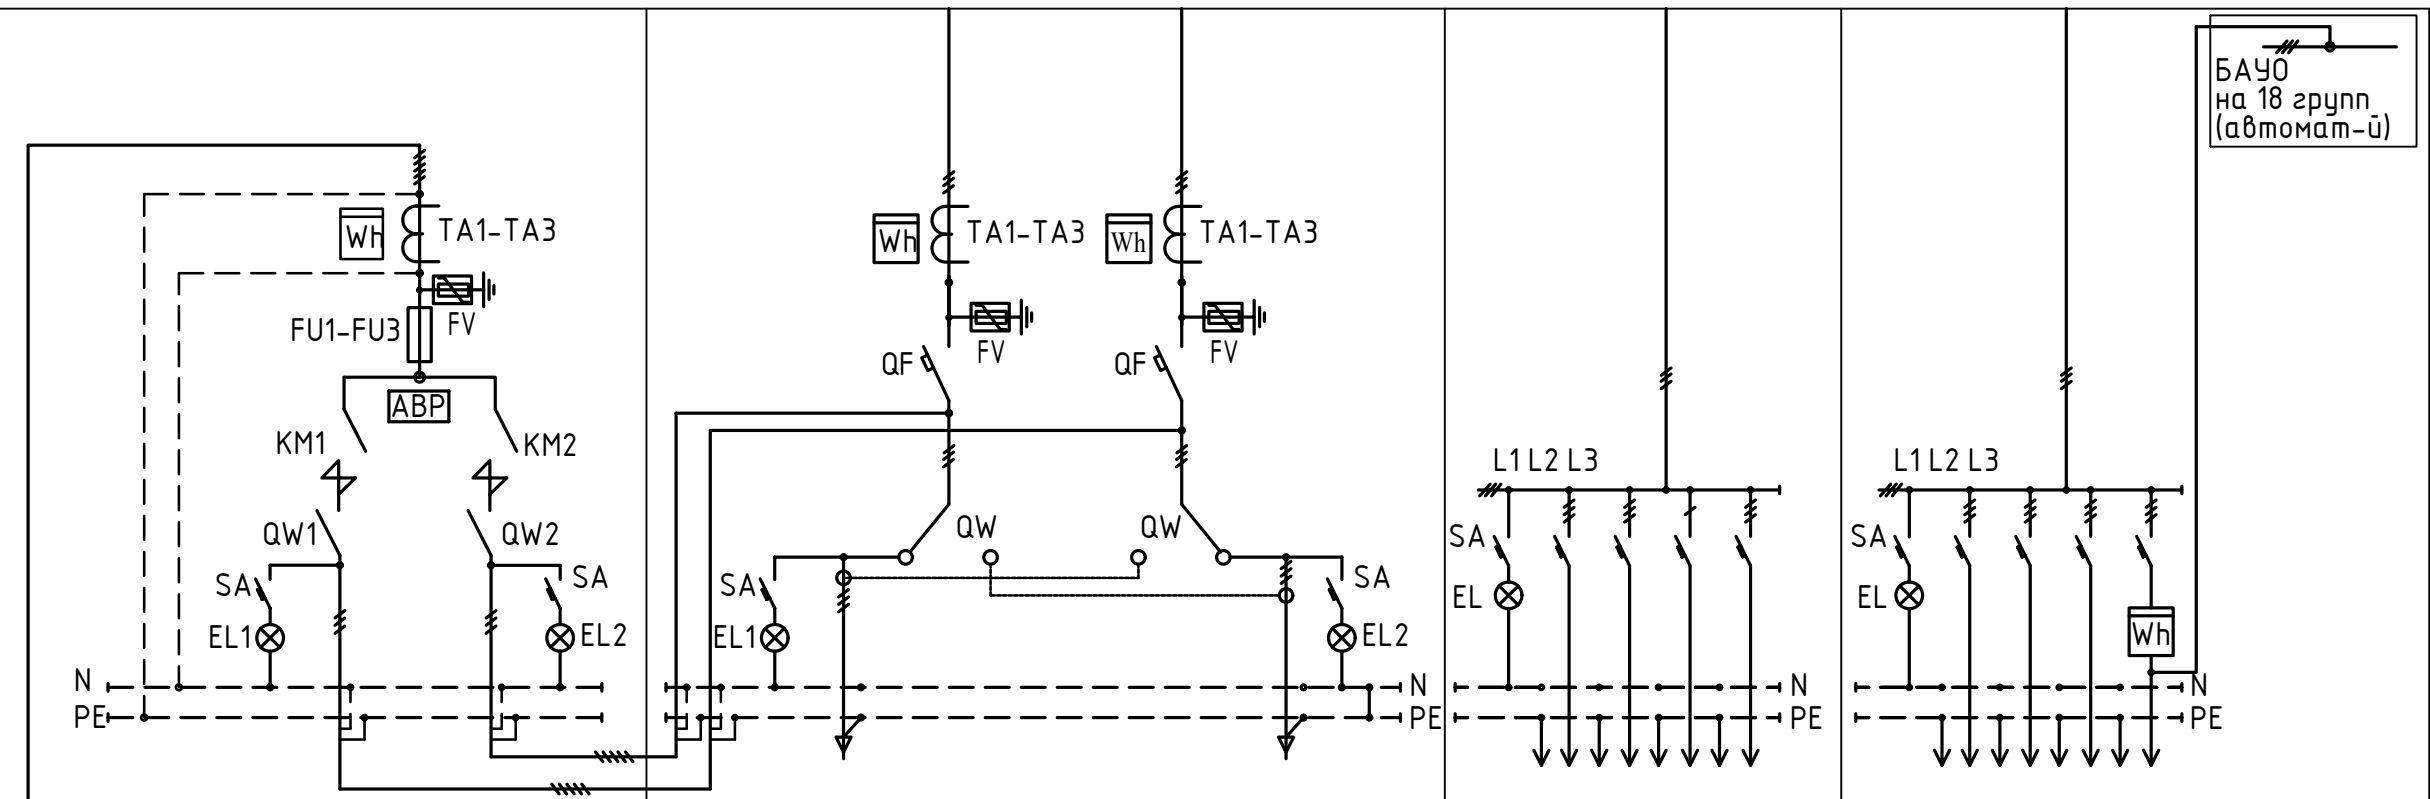 БАУО
на 18 групп
(автомат-й)
Wh
TA1-TA3
FU1-FU3
FV
АВР
KM1
KM2
QW1
QW2
SA
SA
EL1
EL2
N
PE
Wh
TA1-TA3
Wh
TA1-TA3
FV
FV
QF
QF
QW
QW
SA
SA
EL1
EL2
N
PE
L1 L2 L3
SA
EL
N
PE
L1 L2 L3
SA
EL
Wh
N
PE